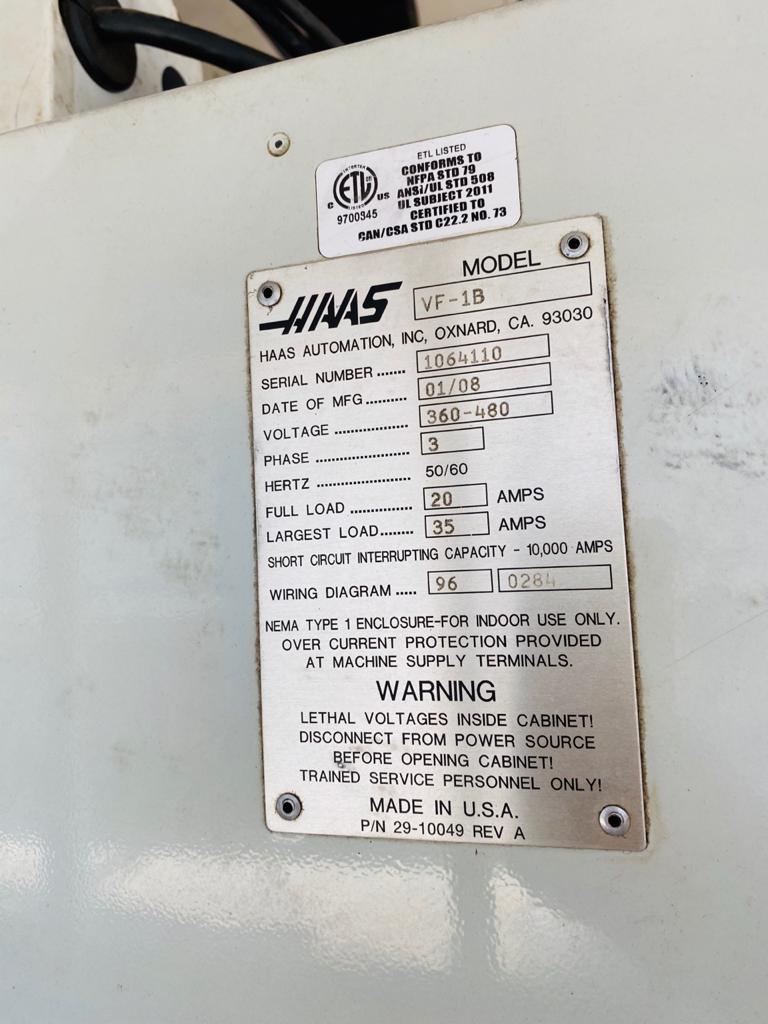 ETL LISTED
CONFORMS TO
NFPA STD 79
ANSI/UL STD 508
UL SUBJECT 2011
CERTIFIED TO
CAN/CSA STD C22.2 NO. 73
INTERTEK
ETL
LISTED
C US
9700845
MODEL
HAAS VF-1B
HAAS AUTOMATION, INC, OXNARD, CA. 93030
SERIAL NUMBER ....... 1064110
DATE OF MFG.......... 01/08
VOLTAGE .................. 360-480
PHASE ....................... 3
HERTZ ....................... 50/60
FULL LOAD ............... 20 AMPS
LARGEST LOAD........ 35 AMPS
SHORT CIRCUIT INTERRUPTING CAPACITY - 10,000 AMPS
WIRING DIAGRAM ..... 96 0284
NEMA TYPE 1 ENCLOSURE-FOR INDOOR USE ONLY.
OVER CURRENT PROTECTION PROVIDED
AT MACHINE SUPPLY TERMINALS.
WARNING
LETHAL VOLTAGES INSIDE CABINET!
DISCONNECT FROM POWER SOURCE
BEFORE OPENING CABINET!
TRAINED SERVICE PERSONNEL ONLY!
MADE IN U.S.A.
P/N 29-10049 REV A